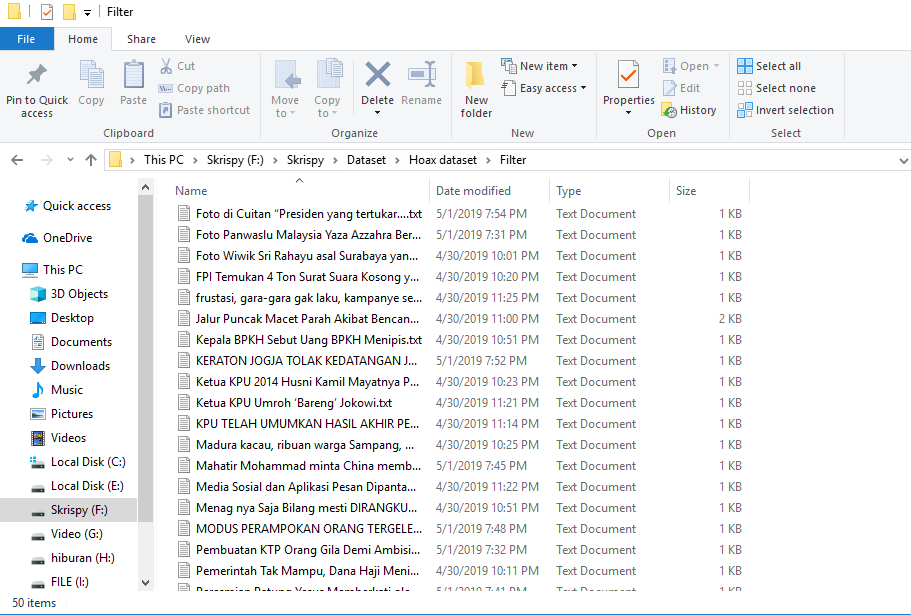 Filter
File Home Share View
Pin to Quick access
Copy
Paste
Cut
Copy path
Paste shortcut
Clipboard
Move to
Copy to
Delete
Rename
Organize
New folder
New item
Easy access
New
Properties
Open
Edit
History
Open
Select all
Select none
Invert selection
Select
This PC > Skrispy (F:) > Skrispy > Dataset > Hoax dataset > Filter
Quick access
OneDrive
This PC
3D Objects
Desktop
Documents
Downloads
Music
Pictures
Videos
Local Disk (C:)
Local Disk (E:)
Skrispy (F:)
Video (G:)
hiburan (H:)
FILE (I:)
Name Date modified Type Size
Foto di Cuitan “Presiden yang tertukar....txt 5/1/2019 7:54 PM Text Document 1 KB
Foto Panwaslu Malaysia Yaza Azzahra Ber... 5/1/2019 7:31 PM Text Document 1 KB
Foto Wiwik Sri Rahayu asal Surabaya yan... 4/30/2019 10:01 PM Text Document 1 KB
FPI Temukan 4 Ton Surat Suara Kosong y... 4/30/2019 10:20 PM Text Document 1 KB
frustasi, gara-gara gak laku, kampanye se... 4/30/2019 11:25 PM Text Document 1 KB
Jalur Puncak Macet Parah Akibat Bencan... 4/30/2019 11:00 PM Text Document 2 KB
Kepala BPKH Sebut Uang BPKH Menipis.txt 4/30/2019 10:51 PM Text Document 1 KB
KERATON JOGJA TOLAK KEDATANGAN J... 5/1/2019 7:52 PM Text Document 1 KB
Ketua KPU 2014 Husni Kamil Mayatnya P... 4/30/2019 10:23 PM Text Document 1 KB
Ketua KPU Umroh ‘Bareng’ Jokowi.txt 4/30/2019 11:21 PM Text Document 1 KB
KPU TELAH UMUMKAN HASIL AKHIR PE... 4/30/2019 11:14 PM Text Document 1 KB
Madura kacau, ribuan warga Sampang, ... 4/30/2019 10:25 PM Text Document 1 KB
Mahatir Mohammad minta China memb... 5/1/2019 7:45 PM Text Document 1 KB
Media Sosial dan Aplikasi Pesan Dipanta... 4/30/2019 11:22 PM Text Document 1 KB
Menag nya Saja Bilang mesti DIRANGKU... 4/30/2019 10:51 PM Text Document 1 KB
MODUS PERAMPOKAN ORANG TERGELE... 5/1/2019 7:48 PM Text Document 1 KB
Pembuatan KTP Orang Gila Demi Ambisi... 5/1/2019 7:32 PM Text Document 1 KB
Pemerintah Tak Mampu, Dana Haji Meni... 4/30/2019 10:11 PM Text Document 1 KB
50 items